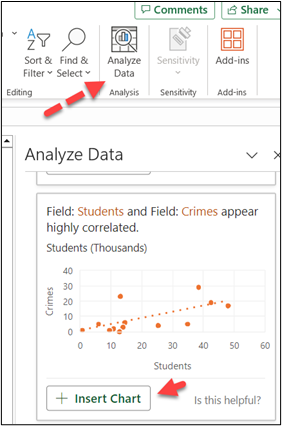 Comments
Share
Sort &
Filter
Find &
Select
Analyze
Data
Sensitivity
Add-ins
Editing
Analysis
Sensitivity
Add-ins
Analyze Data
Field: Students and Field: Crimes appear
highly correlated.
Students (Thousands)
Crimes
40
30
20
10
0
0 10 20 30 40 50 60
Students
+ Insert Chart
Is this helpful?